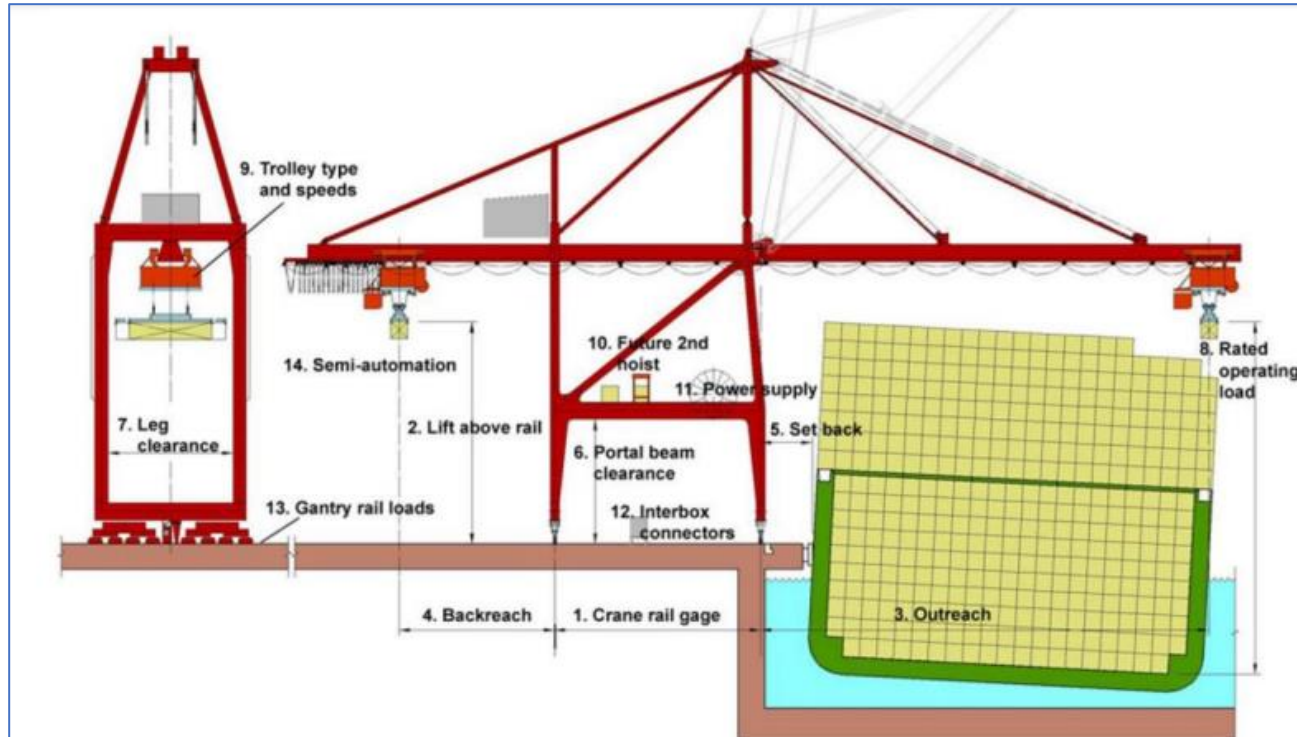 9. Trolley type
and speeds
10. Future 2nd
hoist
14. Semi-automation
8. Rated
operating
load
11. Power supply
7. Leg
clearance
2. Lift above rail
5. Set back
6. Portal beam
clearance
13. Gantry rail loads
12. Interbox
connectors
4. Backreach
1. Crane rail gage
3. Outreach